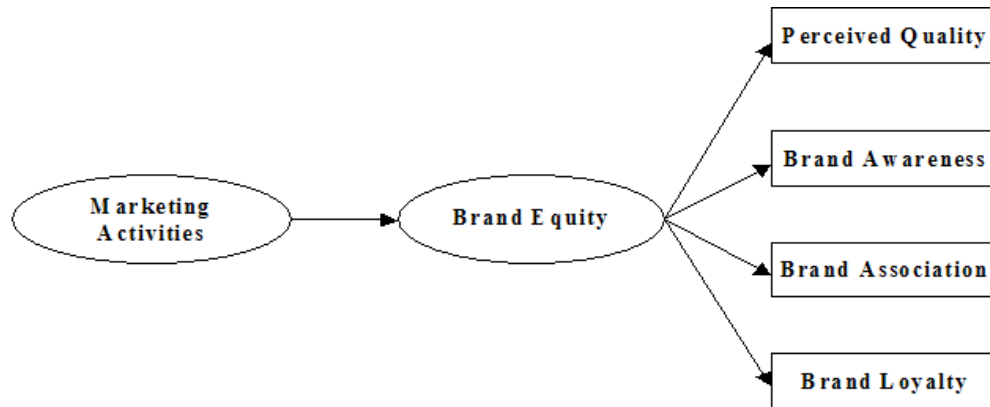 Perceived Quality
Brand Awareness
Marketing
Activities
Brand Equity
Brand Association
Brand Loyalty